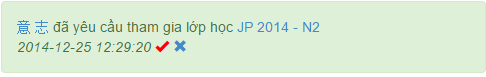 意 志 đã yêu cầu tham gia lớp học JP 2014 - N2
2014-12-25 12:29:20